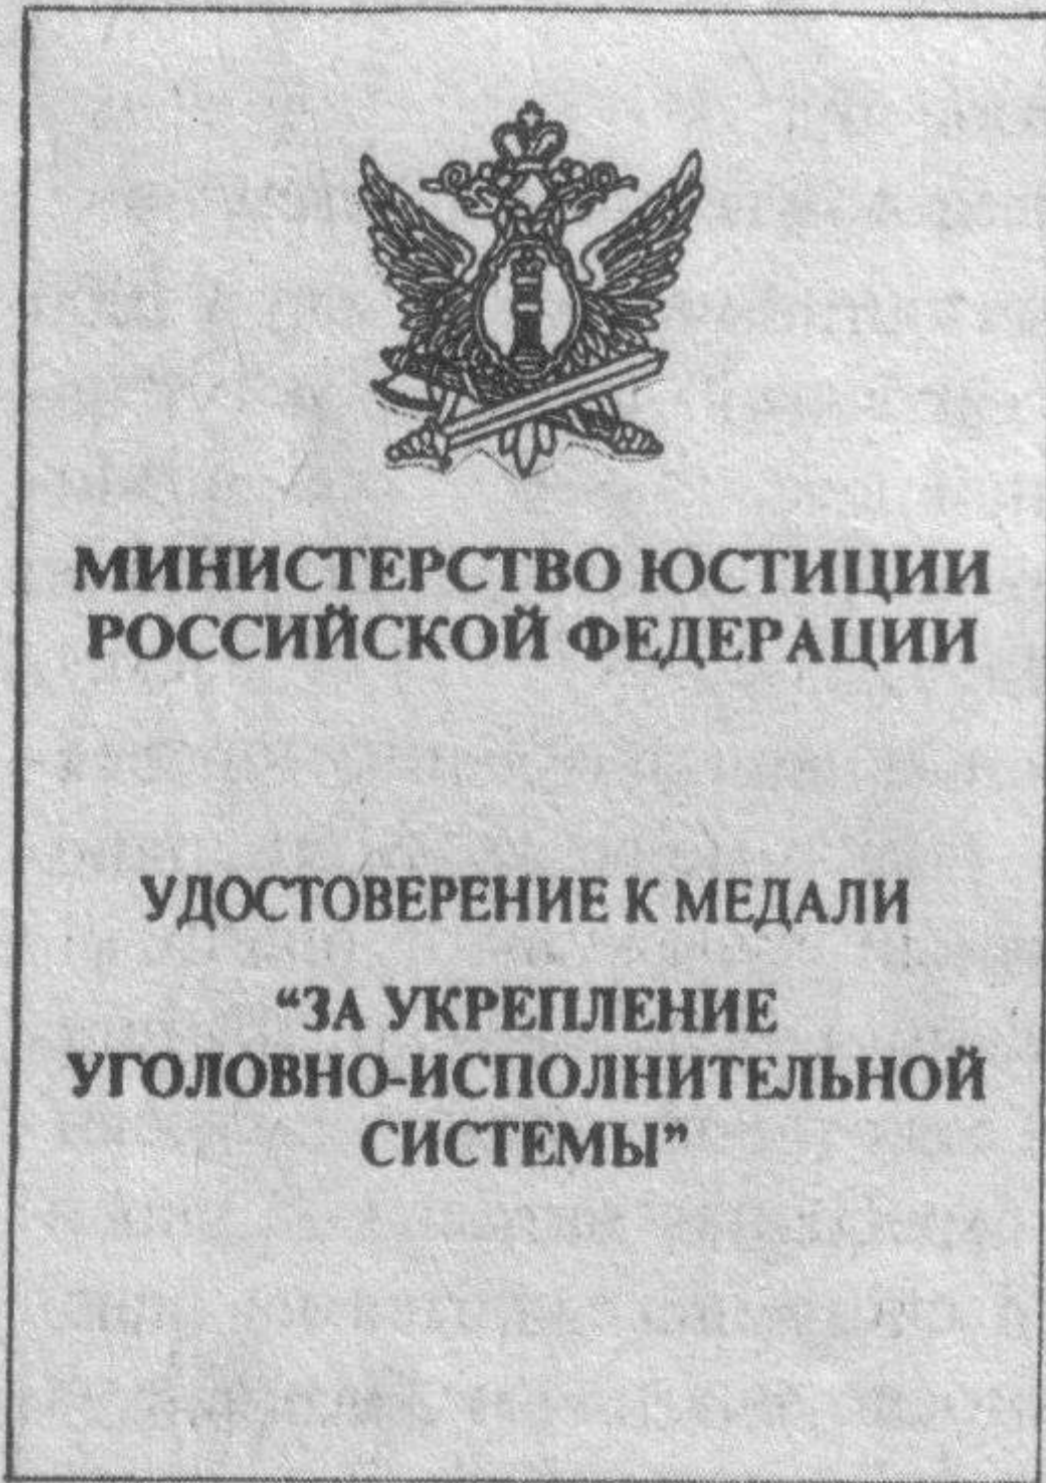 МИНИСТЕРСТВО ЮСТИЦИИ
РОССИЙСКОЙ ФЕДЕРАЦИИ
УДОСТОВЕРЕНИЕ К МЕДАЛИ
“ЗА УКРЕПЛЕНИЕ
УГОЛОВНО-ИСПОЛНИТЕЛЬНОЙ
СИСТЕМЫ”